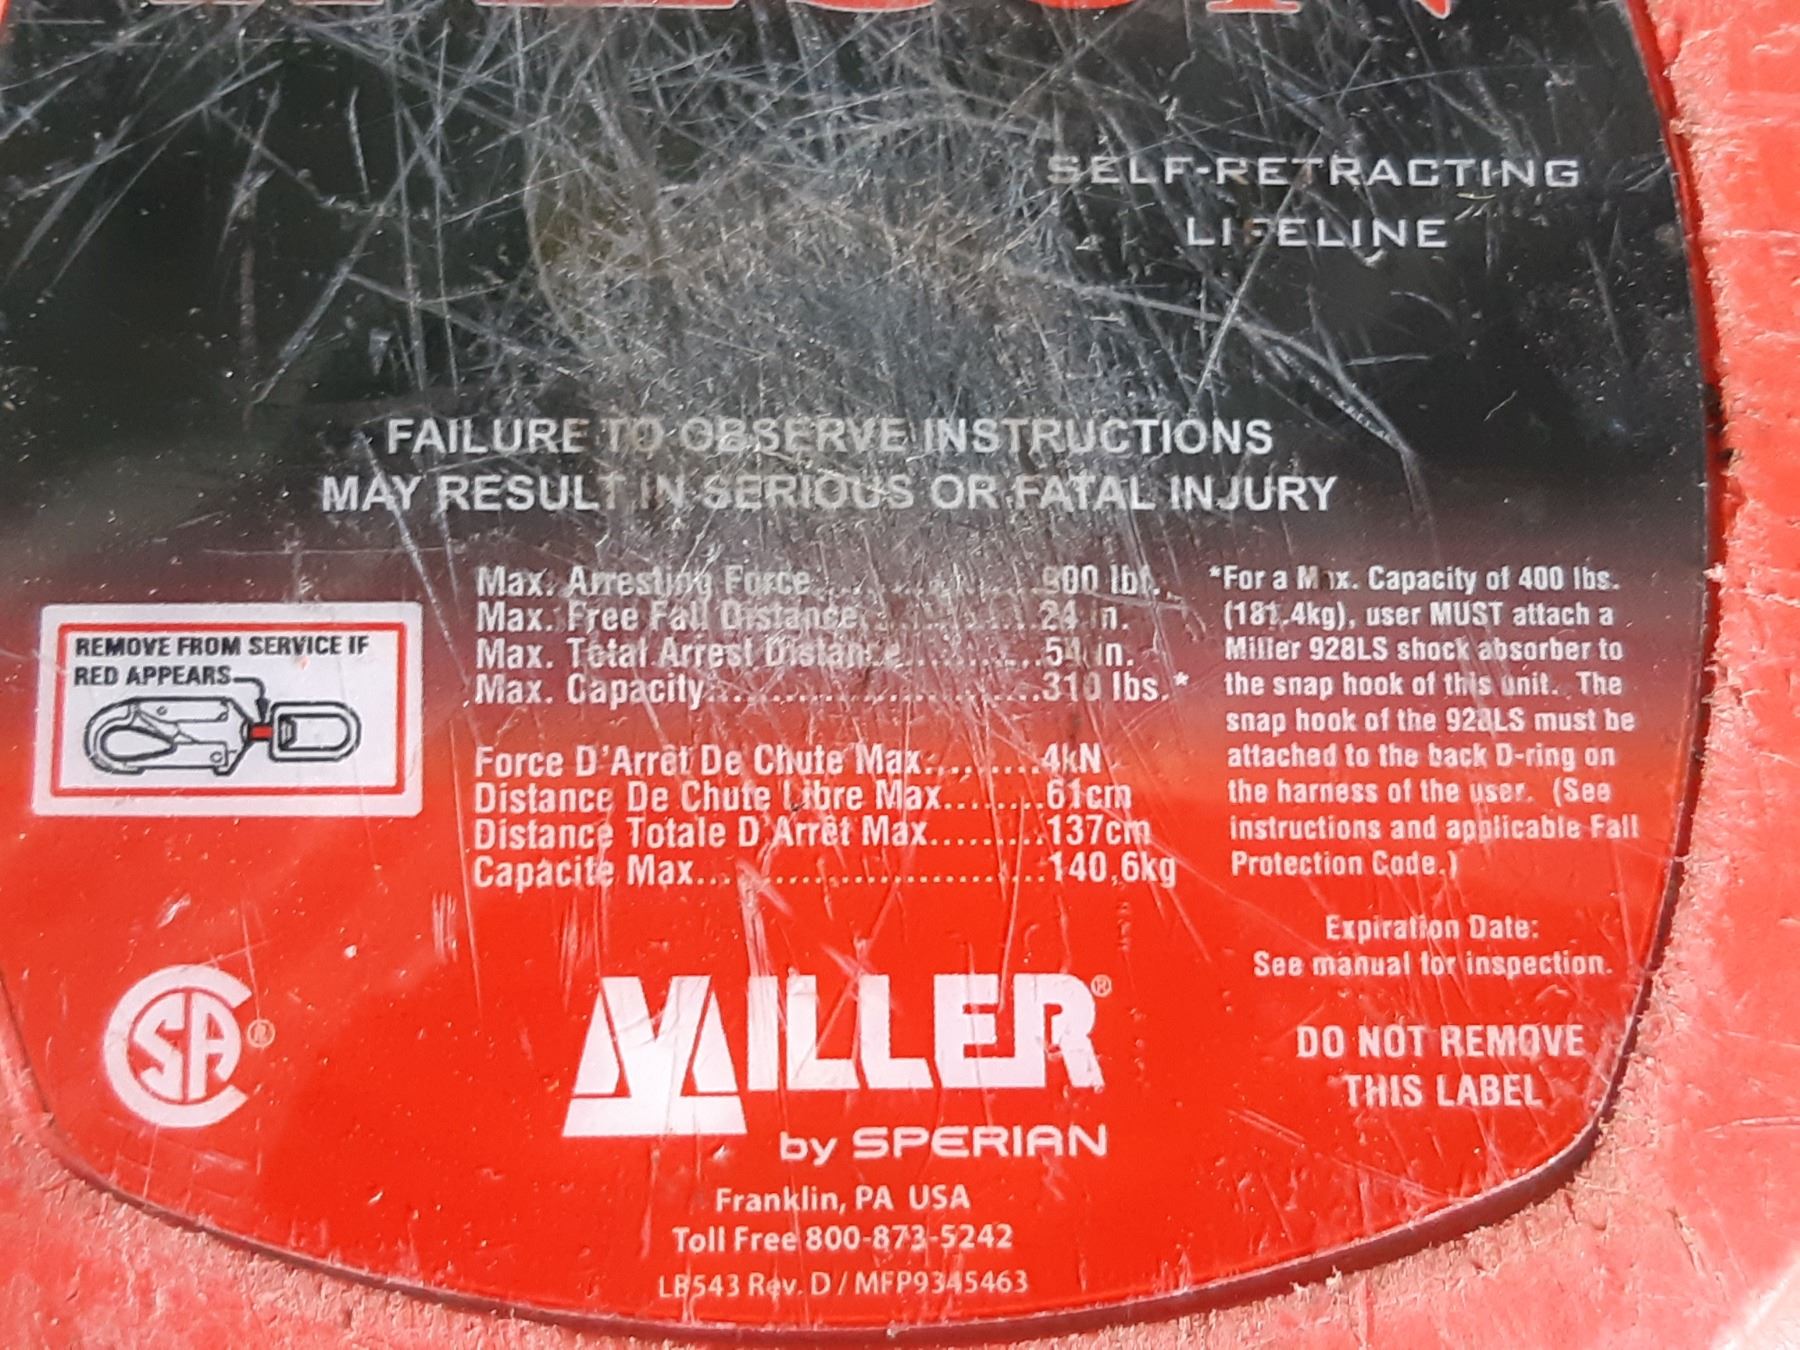 SELF-RETRACTING
LIFELINE
FAILURE TO OBSERVE INSTRUCTIONS
MAY RESULT IN SERIOUS OR FATAL INJURY
REMOVE FROM SERVICE IF
RED APPEARS
Max. Arresting Force..................900 lbf.
Max. Free Fall Distance...............24 in.
Max. Total Arrest Distance............54 in.
Max. Capacity.........................310 lbs.*
Force D'Arrêt De Chute Max.........4kN
Distance De Chute Libre Max........61cm
Distance Totale D'Arrêt Max.........137cm
Capacité Max.........................140,6kg
*For a Max. Capacity of 400 lbs.
(181.4kg), user MUST attach a
Miller 928LS shock absorber to
the snap hook of this unit. The
snap hook of the 928LS must be
attached to the back D-ring on
the harness of the user. (See
instructions and applicable Fall
Protection Code.)
Expiration Date:
See manual for inspection.
DO NOT REMOVE
THIS LABEL
CSA®
MILLER®
by SPERIAN
Franklin, PA USA
Toll Free 800-873-5242
LB543 Rev. D / MFP9345463